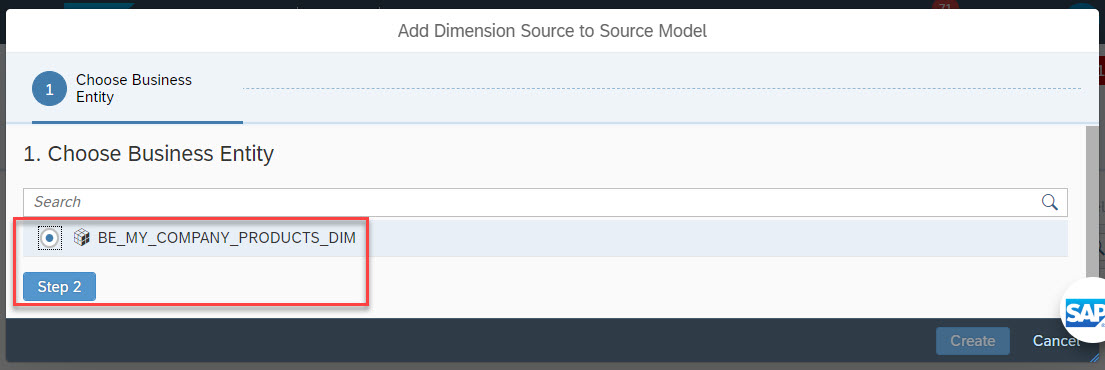 71
Add Dimension Source to Source Model
1
Choose Business
Entity
1. Choose Business Entity
Search
BE_MY_COMPANY_PRODUCTS_DIM
Step 2
SAP
Create
Cancel